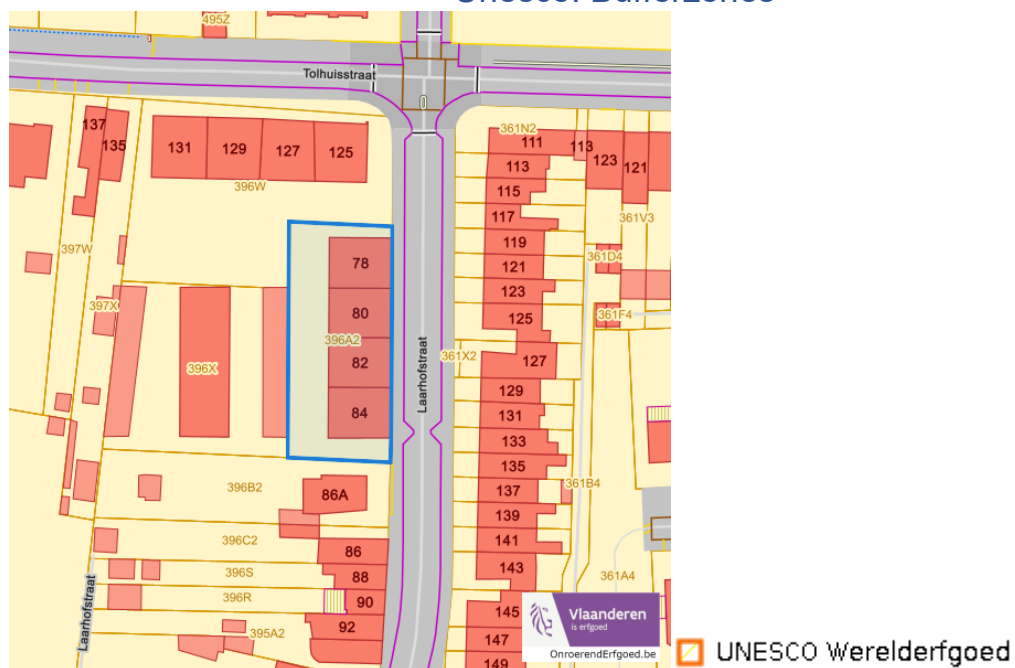 Unesco: Bufferzones
495Z
Tolhuisstraat
0
137
135
131
129
127
125
396W
361N2
111
113
123
121
113
115
117
361V3
397W
119
121
361D4
123
125
361F4
397X
78
80
396A2
82
84
396X
Laarhofstraat
361X2
127
129
131
133
135
361B4
137
139
141
143
361A4
396B2
86A
396C2
86
396S
88
396R
90
395A2
92
Laarhofstraat
145
147
149
Vlaanderen
is erfgoed
OnroerendErfgoed.be
UNESCO Werelderfgoed